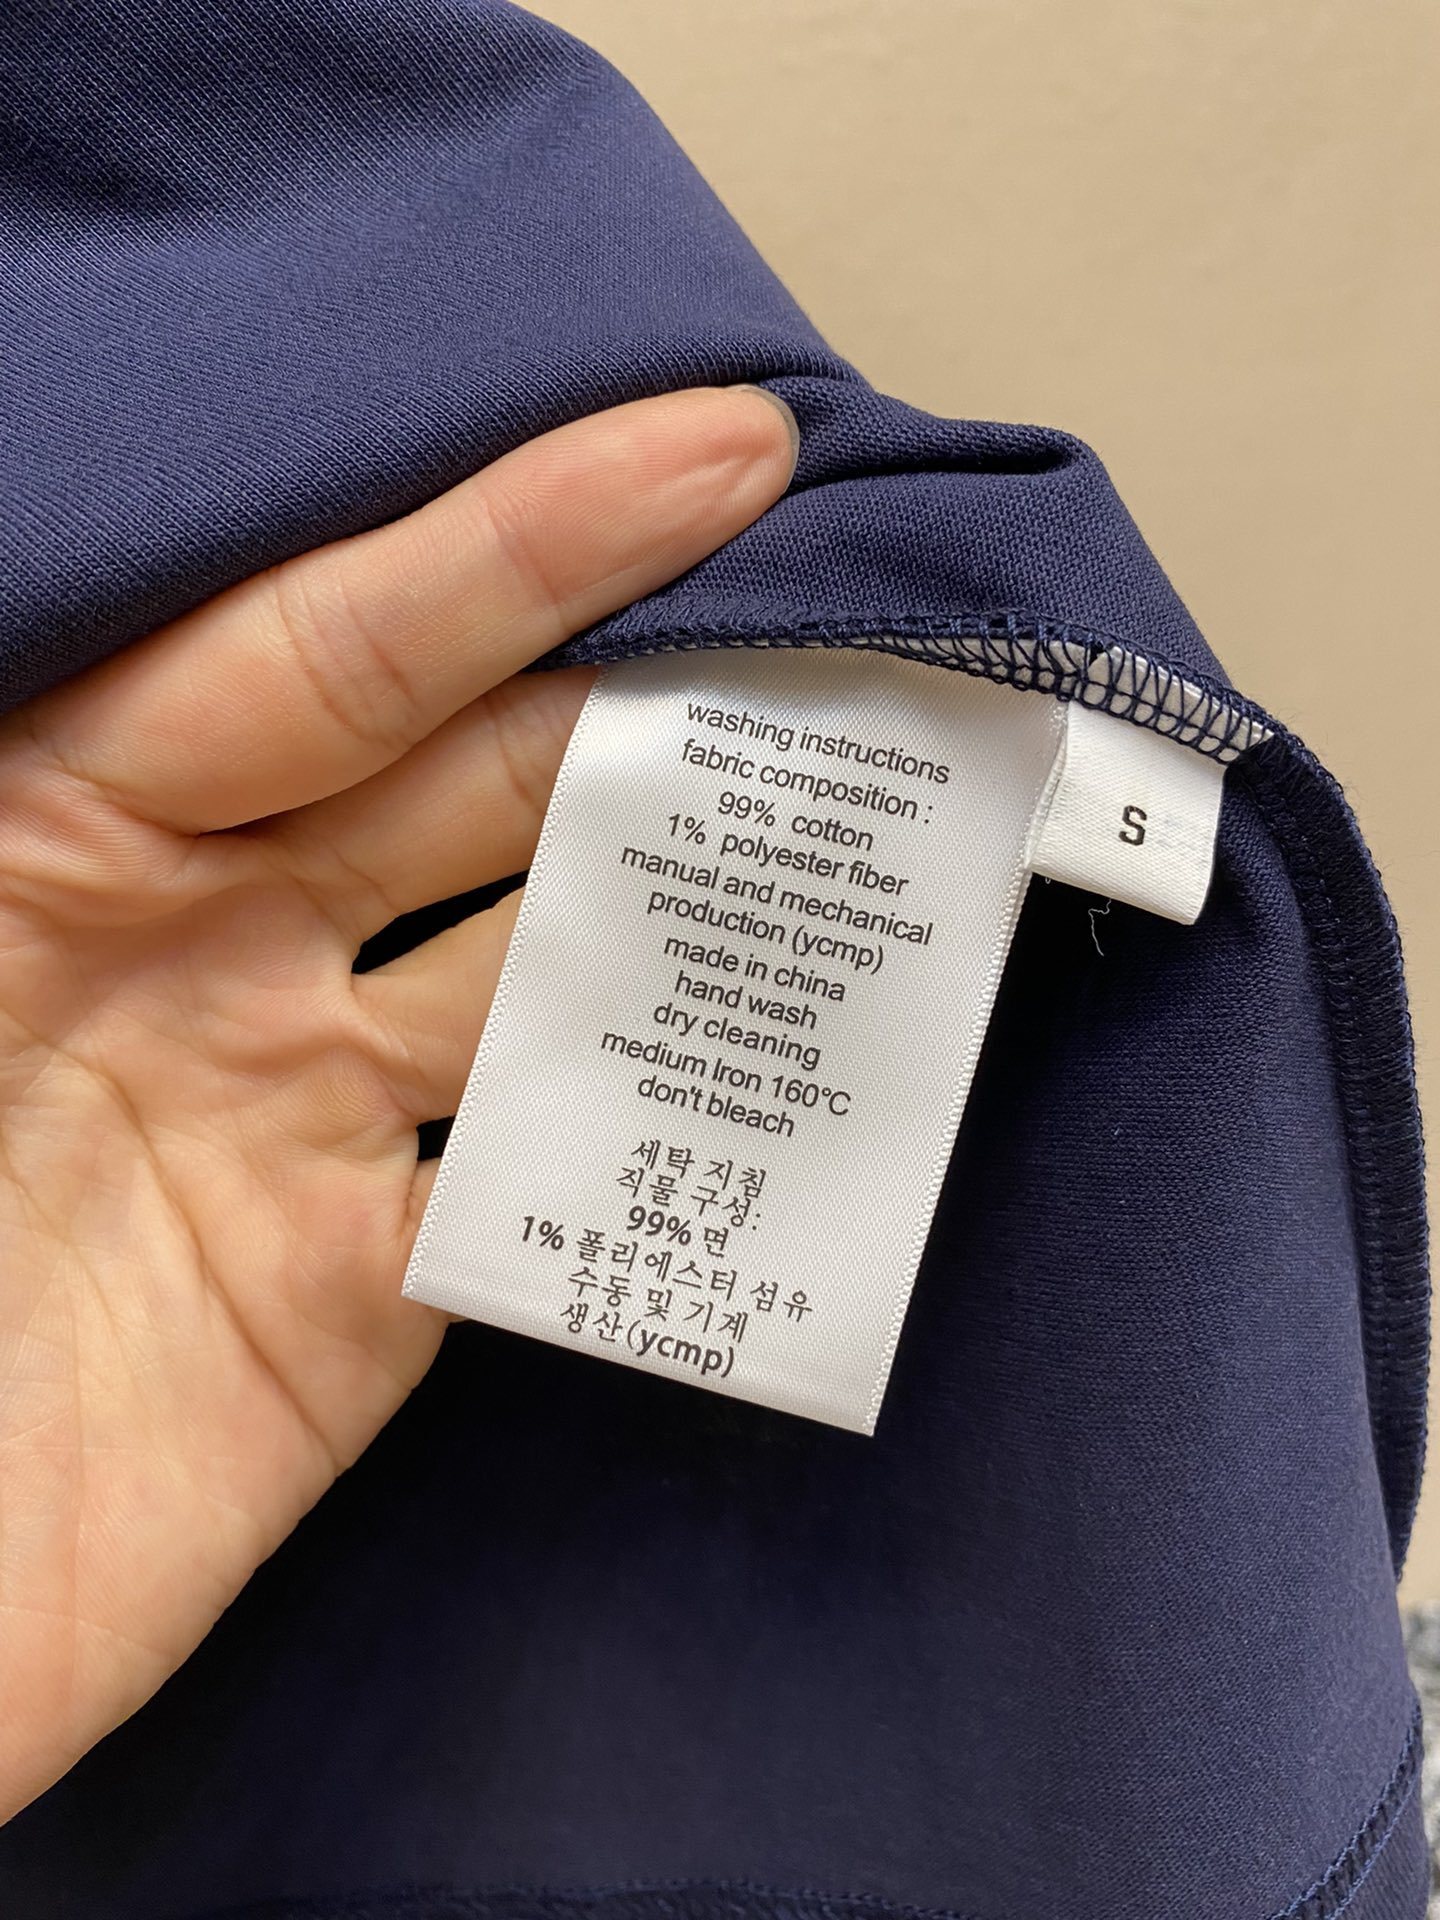 washing instructions
fabric composition :
99% cotton
1% polyester fiber
manual and mechanical
production (ycmp)
made in china
hand wash
dry cleaning
medium Iron 160°C
don't bleach
세탁 지침
직물 구성:
99% 면
1% 폴리에스터 섬유
수동 및 기계
생산(ycmp)
S